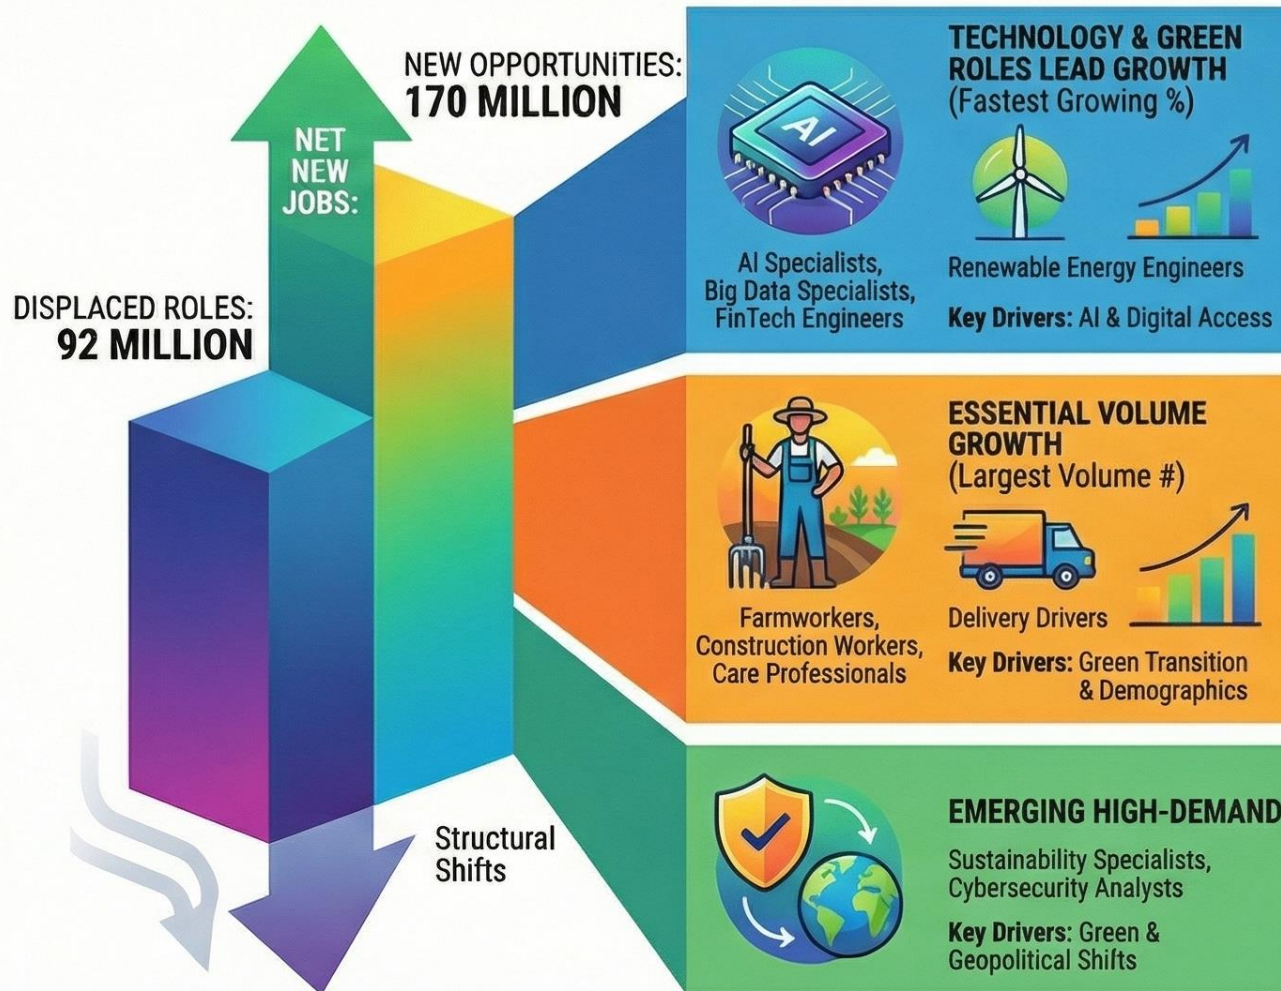 NEW OPPORTUNITIES:
170 MILLION
NET
NEW
JOBS:
DISPLACED ROLES:
92 MILLION
Structural
Shifts
TECHNOLOGY & GREEN
ROLES LEAD GROWTH
(Fastest Growing %)
AI
AI Specialists,
Big Data Specialists,
FinTech Engineers
Renewable Energy Engineers
Key Drivers: AI & Digital Access
ESSENTIAL VOLUME
GROWTH
(Largest Volume #)
Farmworkers,
Construction Workers,
Care Professionals
Delivery Drivers
Key Drivers: Green Transition
& Demographics
EMERGING HIGH-DEMAND
Sustainability Specialists,
Cybersecurity Analysts
Key Drivers: Green &
Geopolitical Shifts